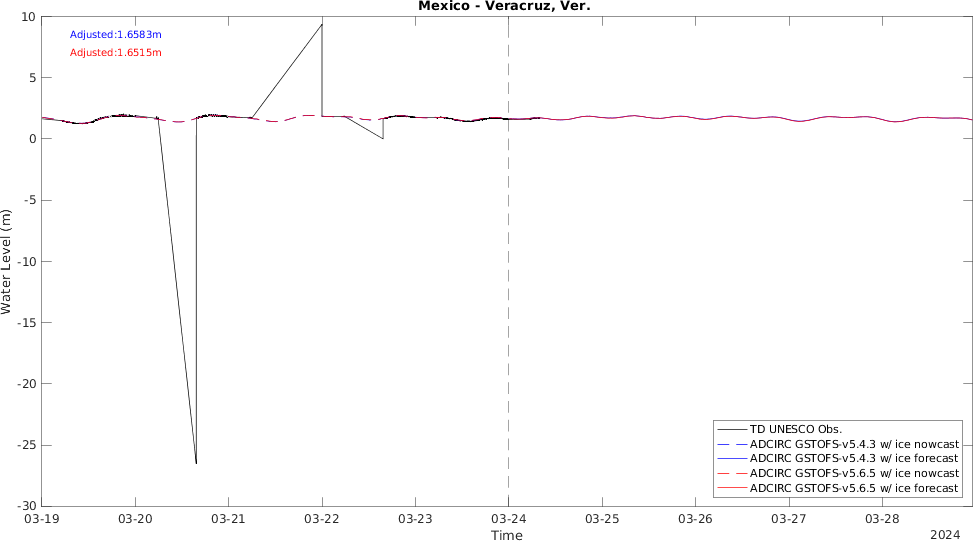 Mexico - Veracruz, Ver.
Adjusted:1.6583m
Adjusted:1.6515m
10
5
0
-5
-10
-15
-20
-25
-30
Water Level (m)
TD UNESCO Obs.
ADCIRC GSTOFS-v5.4.3 w/ ice nowcast
ADCIRC GSTOFS-v5.4.3 w/ ice forecast
ADCIRC GSTOFS-v5.6.5 w/ ice nowcast
ADCIRC GSTOFS-v5.6.5 w/ ice forecast
03-19 03-20 03-21 03-22 03-23 03-24 03-25 03-26 03-27 03-28
Time
2024